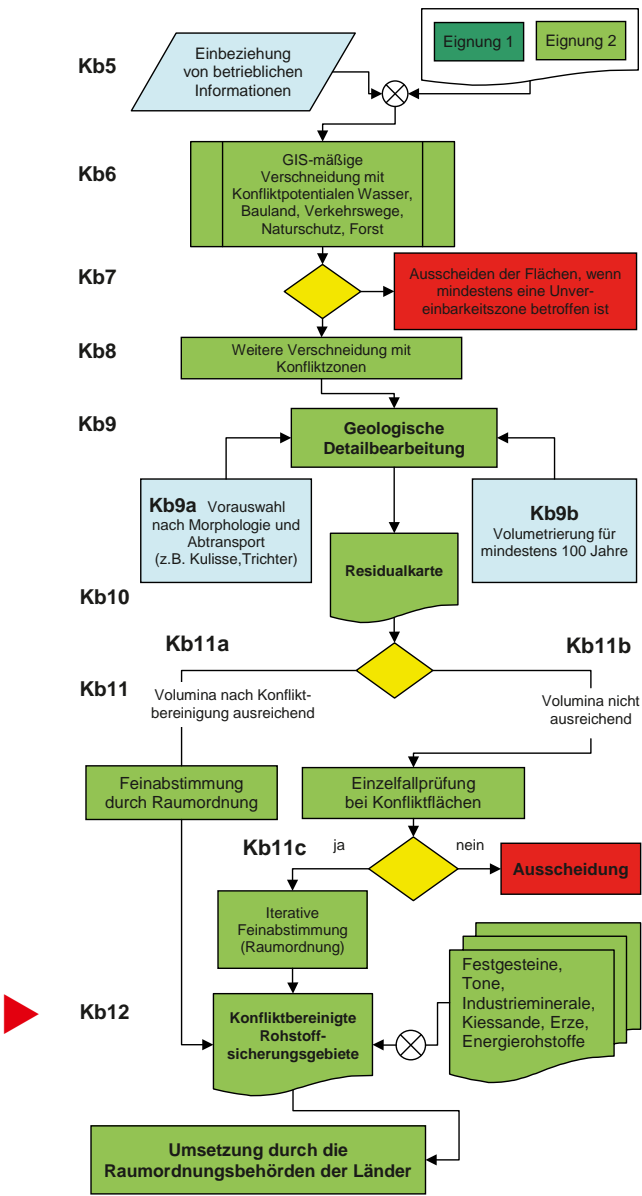 Kb5
Einbeziehung
von betrieblichen
Informationen
Eignung 1
Eignung 2
Kb6
GIS-mäßige
Verschneidung mit
Konfliktpotentialen Wasser,
Bauland, Verkehrswege,
Naturschutz, Forst
Kb7
Ausscheiden der Flächen, wenn
mindestens eine Unver-
einbarkeitszone betroffen ist
Kb8
Weitere Verschneidung mit
Konfliktzonen
Kb9
Geologische
Detailbearbeitung
Kb9a Vorauswahl
nach Morphologie und
Abtransport
(z.B. Kulisse,Trichter)
Kb9b
Volumetrierung für
mindestens 100 Jahre
Kb10
Residualkarte
Kb11a
Kb11b
Kb11
Volumina nach Konflikt-
bereinigung ausreichend
Volumina nicht
ausreichend
Feinabstimmung
durch Raumordnung
Einzelfallprüfung
bei Konfliktflächen
Kb11c
ja
nein
Ausscheidung
Iterative
Feinabstimmung
(Raumordnung)
Festgesteine,
Tone,
Industrieminerale,
Kiessande, Erze,
Energierohstoffe
Kb12
Konfliktbereinigte
Rohstoff-
sicherungsgebiete
Umsetzung durch die
Raumordnungsbehörden der Länder